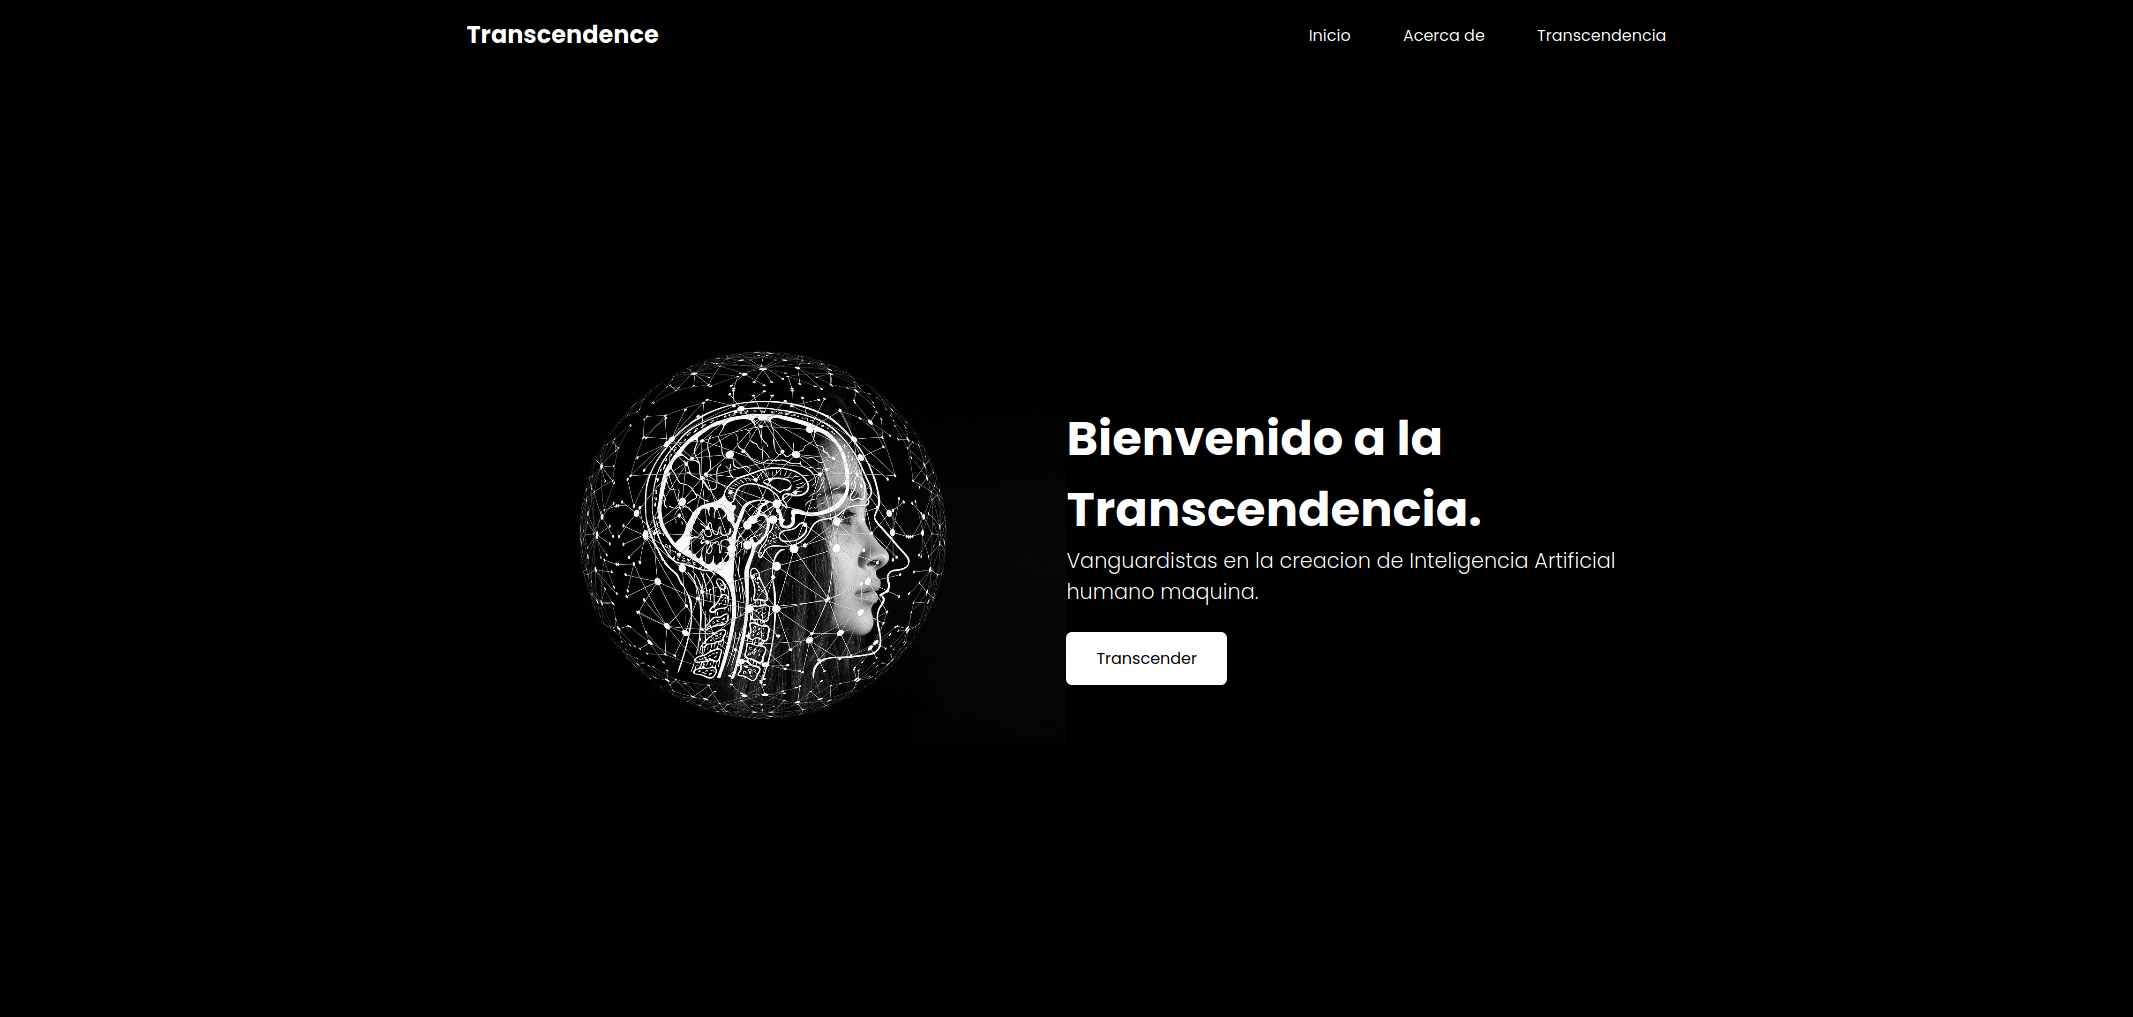 Transcendence
Inicio
Acerca de
Transcendencia
Bienvenido a la
Transcendencia.
Vanguardistas en la creacion de Inteligencia Artificial
humano maquina.
Transcender